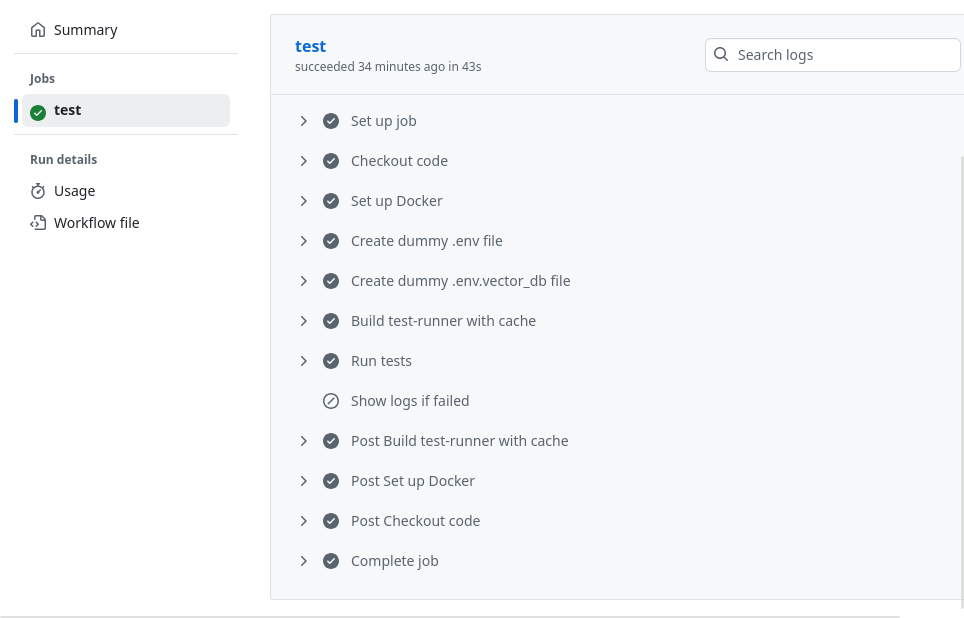 Summary
Jobs
test
Run details
Usage
Workflow file
test
succeeded 34 minutes ago in 43s
Search logs
Set up job
Checkout code
Set up Docker
Create dummy .env file
Create dummy .env.vector_db file
Build test-runner with cache
Run tests
Show logs if failed
Post Build test-runner with cache
Post Set up Docker
Post Checkout code
Complete job